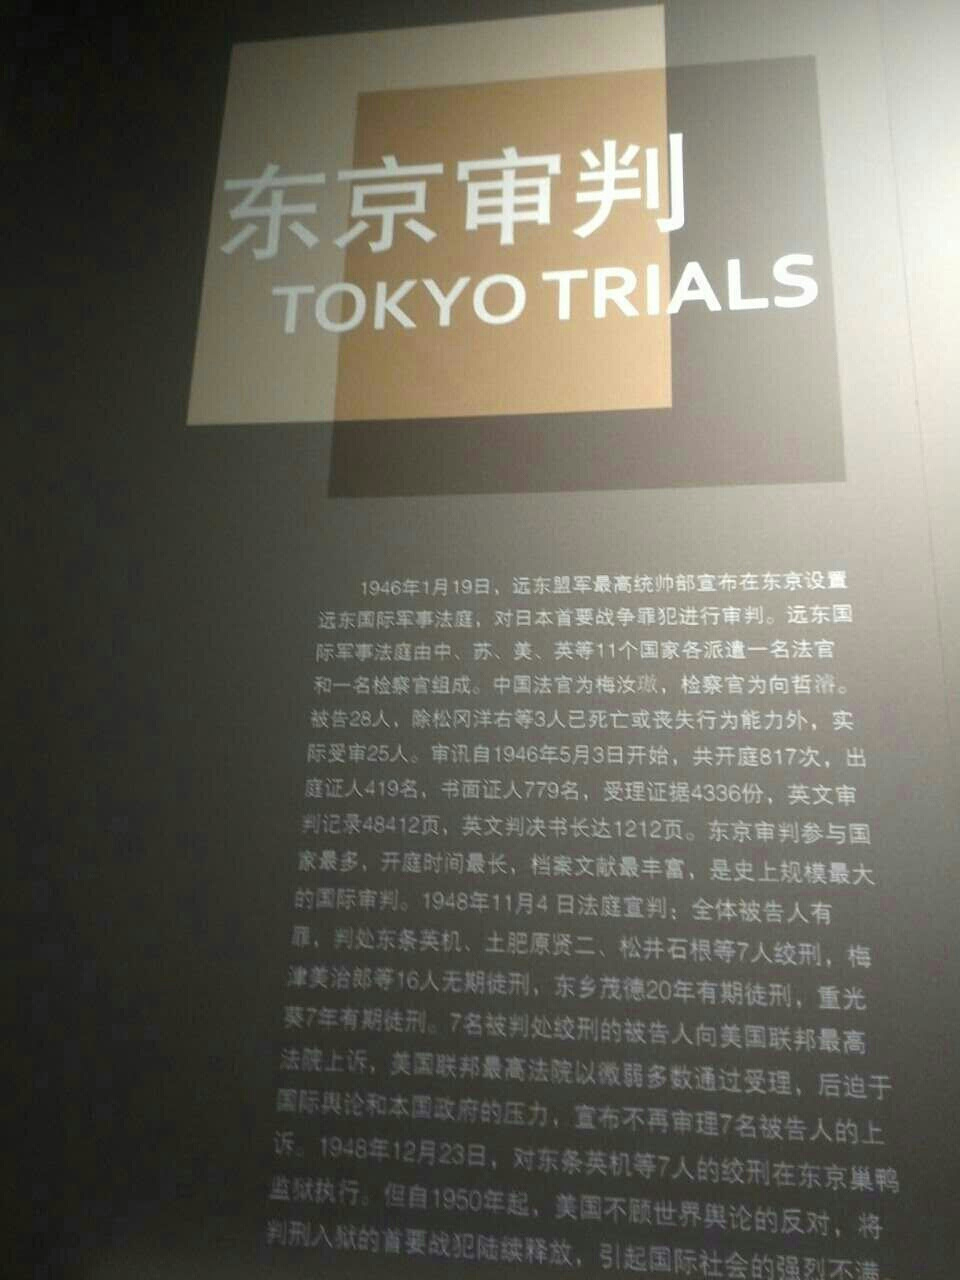 东京审判
TOKYO TRIALS
1946年1月19日，远东盟军最高统帅部宣布在东京设置
远东国际军事法庭，对日本首要战争罪犯进行审判。远东国
际军事法庭由中、苏、美、英等11个国家各派遣一名法官
和一名检察官组成。中国法官为梅汝璈，检察官为向哲濬。
被告28人，除松冈洋右等3人已死亡或丧失行为能力外，实
际受审25人。审讯自1946年5月3日开始，共开庭817次，出
庭证人419名，书面证人779名，受理证据4336份，英文审
判记录48412页，英文判决书长达1212页。东京审判参与国
家最多，开庭时间最长，档案文献最丰富，是史上规模最大
的国际审判。1948年11月4 日法庭宣判；全体被告人有
罪，判处东条英机、土肥原贤二、松井石根等7人绞刑，梅
津美治郎等16人无期徒刑，东乡茂德20年有期徒刑，重光
葵7年有期徒刑。7名被判处绞刑的被告人向美国联邦最高
法院上诉，美国联邦最高法院以微弱多数通过受理，后迫于
国际舆论和本国政府的压力，宣布不再审理7名被告人的上
诉。1948年12月23日，对东条英机等7人的绞刑在东京巢鸭
监狱执行。但自1950年起，美国不顾世界舆论的反对，将
判刑入狱的首要战犯陆续释放，引起国际社会的强烈不满